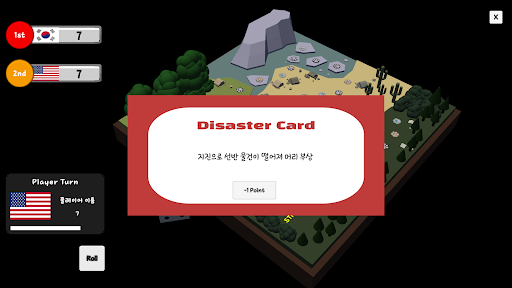 X
1st 7
2nd 7
Disaster Card
지진으로 선반 물건이 떨어져 머리 부상
-1 Point
Player Turn
플레이어 이름
7
Roll